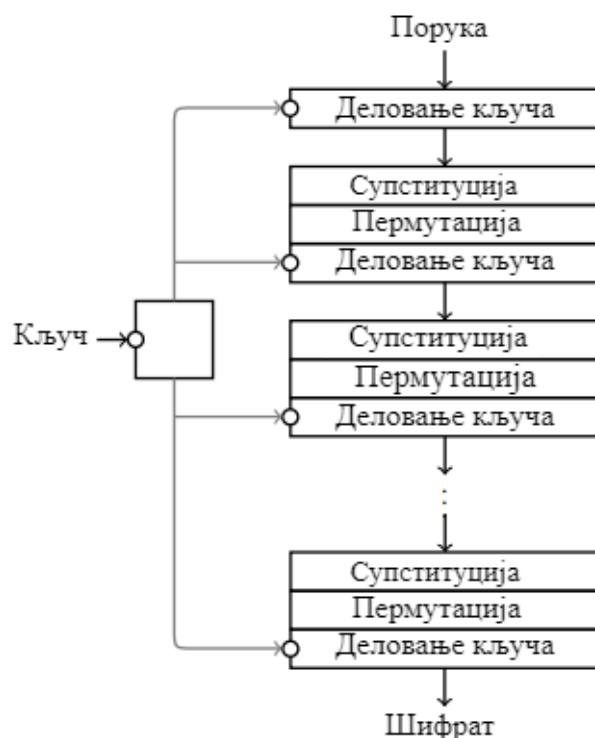 Порука
Деловање кључа
Супституција
Пермутација
Деловање кључа
Кључ
Супституција
Пермутација
Деловање кључа
Супституција
Пермутација
Деловање кључа
Шифрат